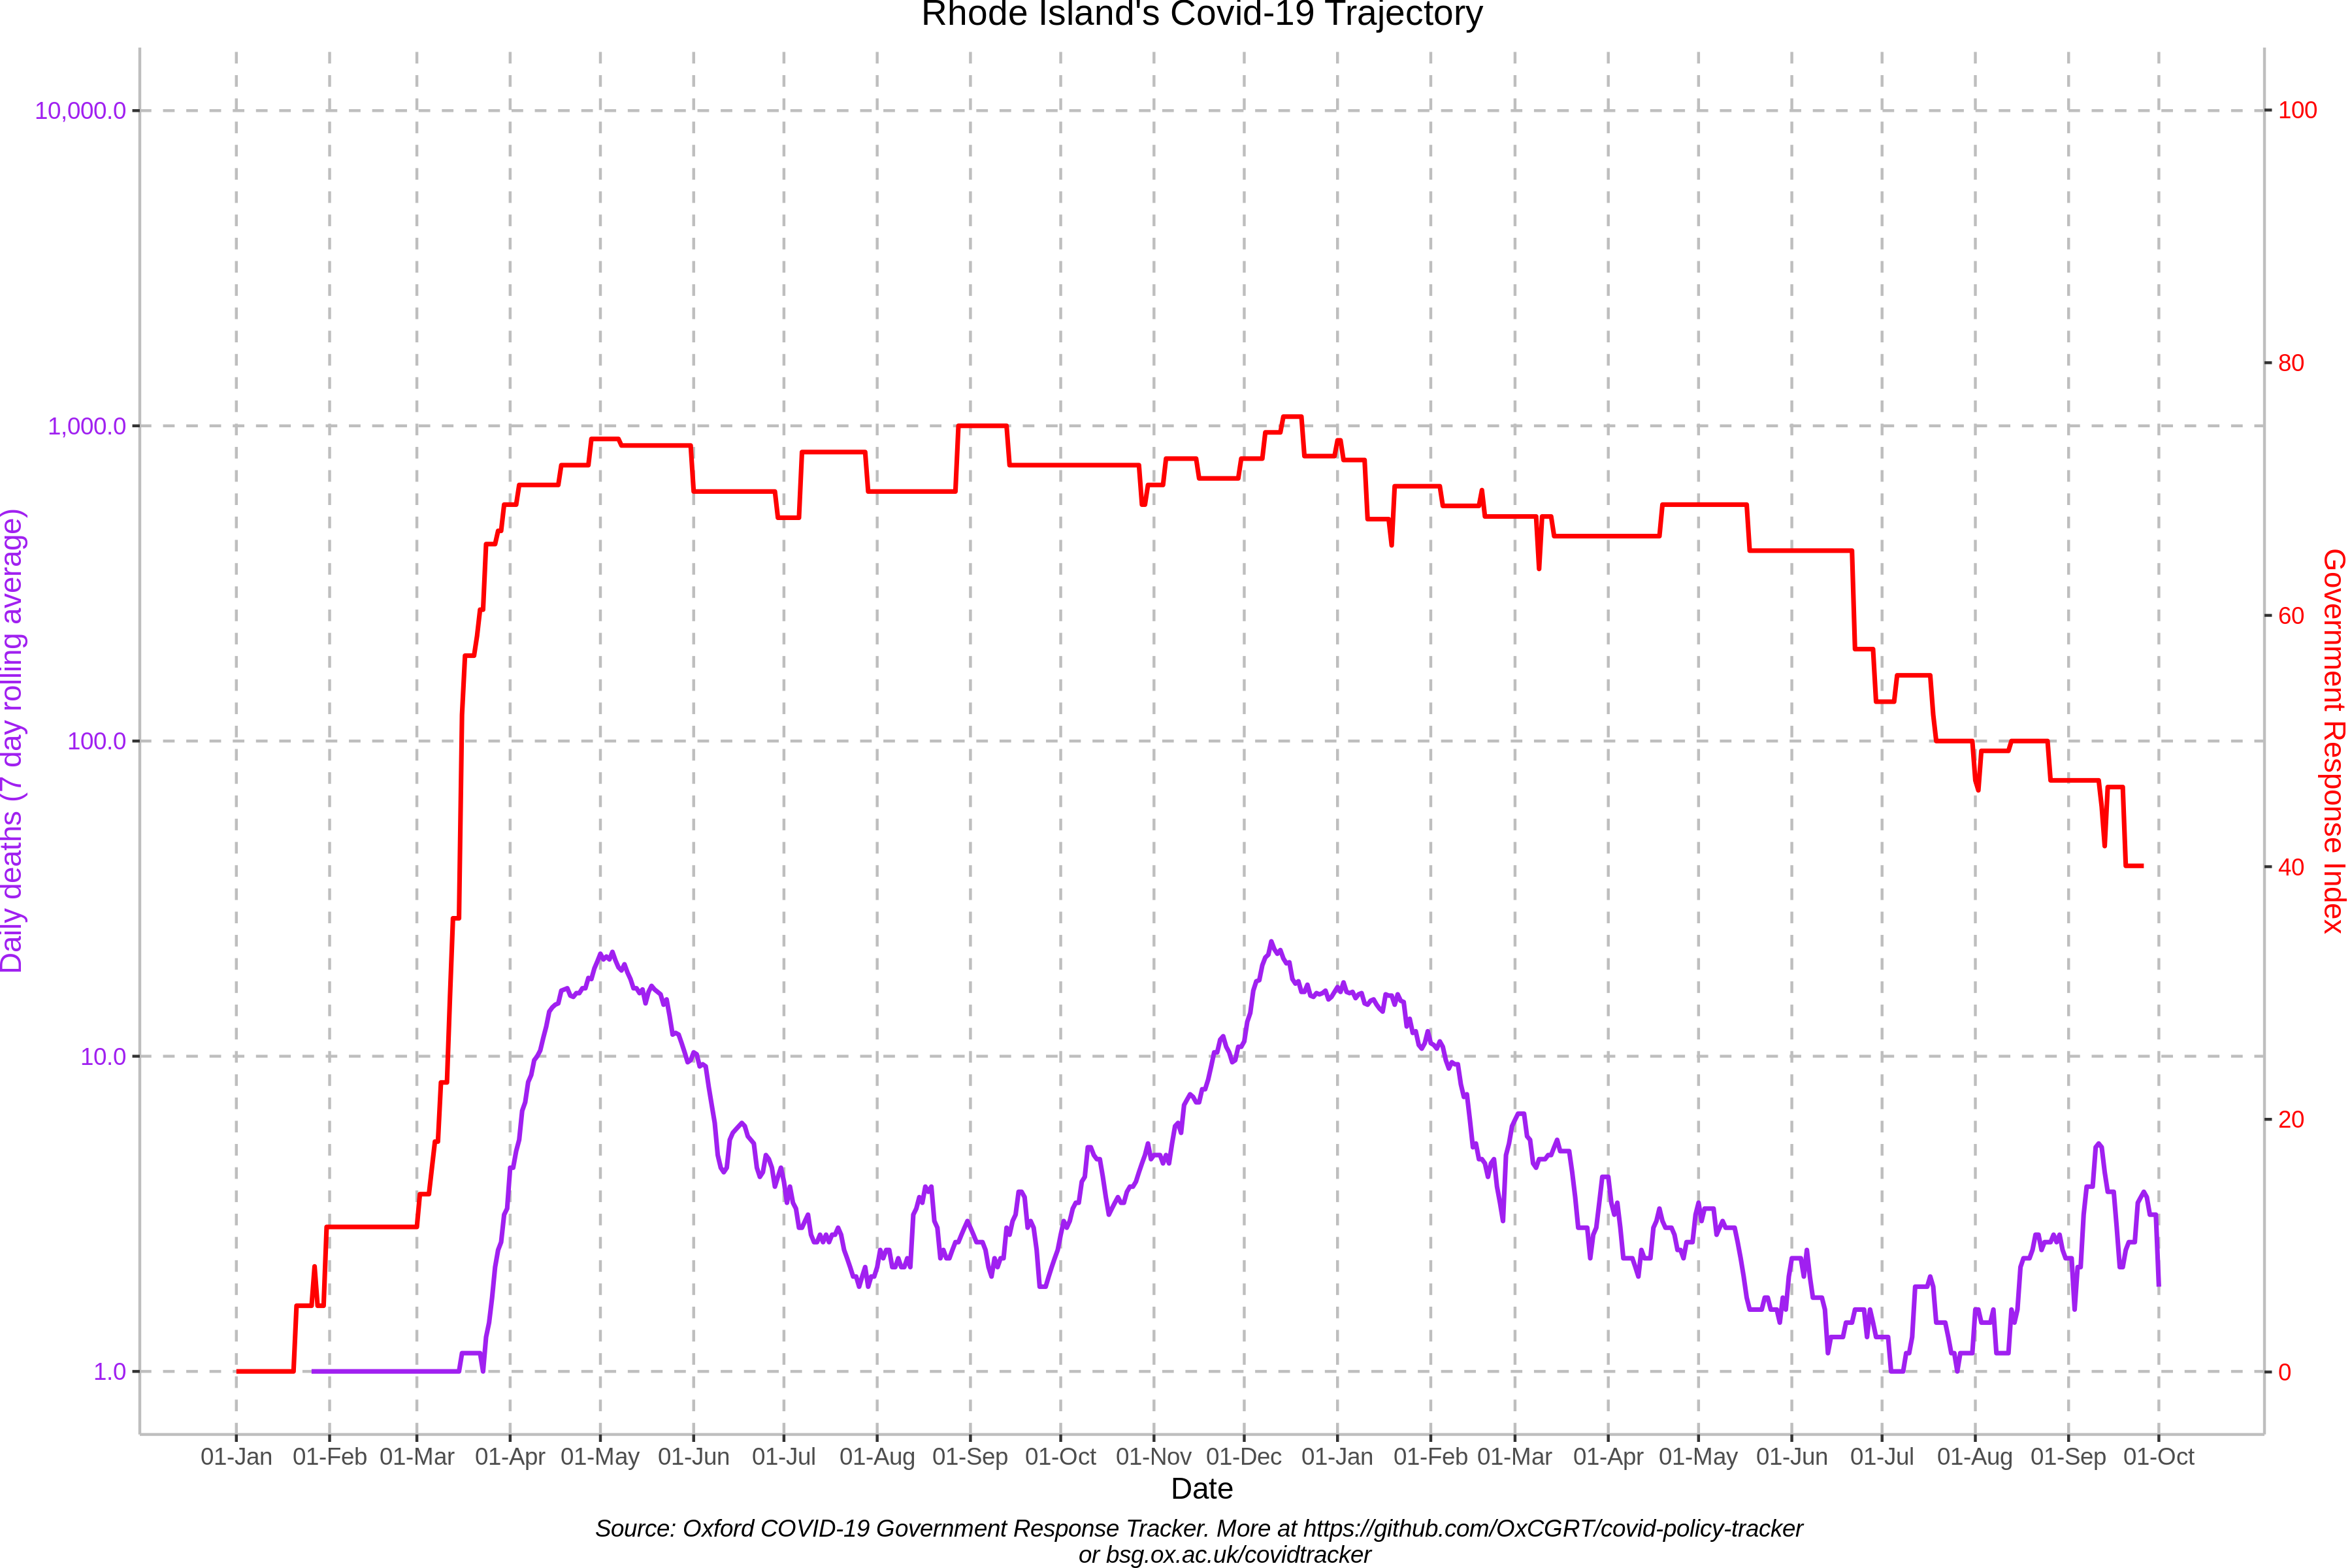 Rhode Island's Covid-19 Trajectory
10,000.0
1,000.0
100.0
10.0
1.0
Daily deaths (7 day rolling average)
100
80
60
40
20
0
Government Response Index
01-Jan 01-Feb 01-Mar 01-Apr 01-May 01-Jun 01-Jul 01-Aug 01-Sep 01-Oct 01-Nov 01-Dec 01-Jan 01-Feb 01-Mar 01-Apr 01-May 01-Jun 01-Jul 01-Aug 01-Sep 01-Oct
Date
Source: Oxford COVID-19 Government Response Tracker. More at https://github.com/OxCGRT/covid-policy-tracker
or bsg.ox.ac.uk/covidtracker